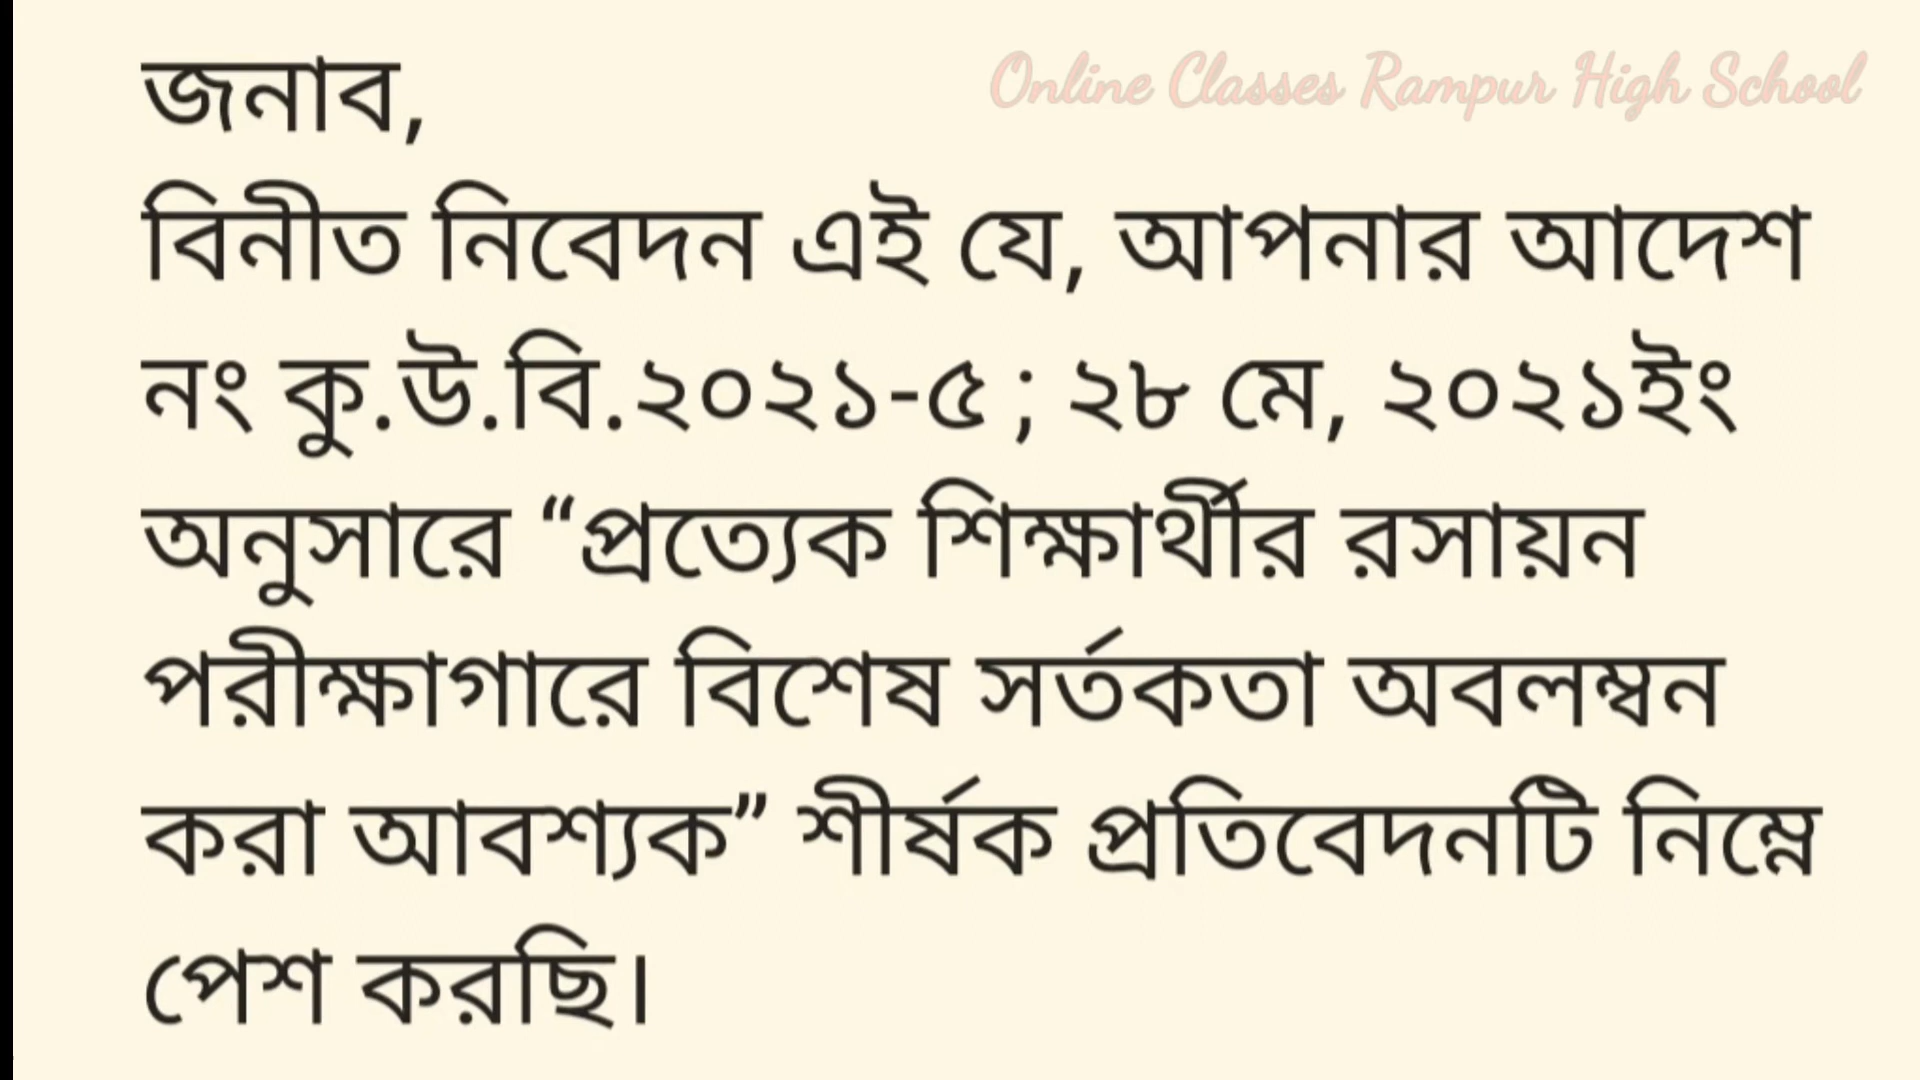 Online Classes Rampur High School
জনাব,
বিনীত নিবেদন এই যে, আপনার আদেশ
নং কু.উ.বি.২০২১-৫ ; ২৮ মে, ২০২১ইং
অনুসারে “প্রত্যেক শিক্ষার্থীর রসায়ন
পরীক্ষাগারে বিশেষ সর্তকতা অবলম্বন
করা আবশ্যক” শীর্ষক প্রতিবেদনটি নিম্নে
পেশ করছি।